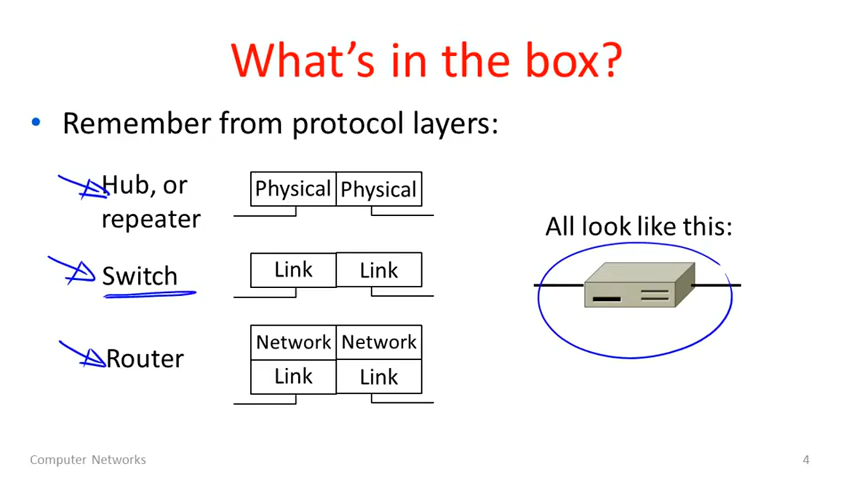 What's in the box?
• Remember from protocol layers:
Hub, or
repeater
Physical Physical
All look like this:
Switch
Link Link
Router
Network Network
Link Link
Computer Networks
4